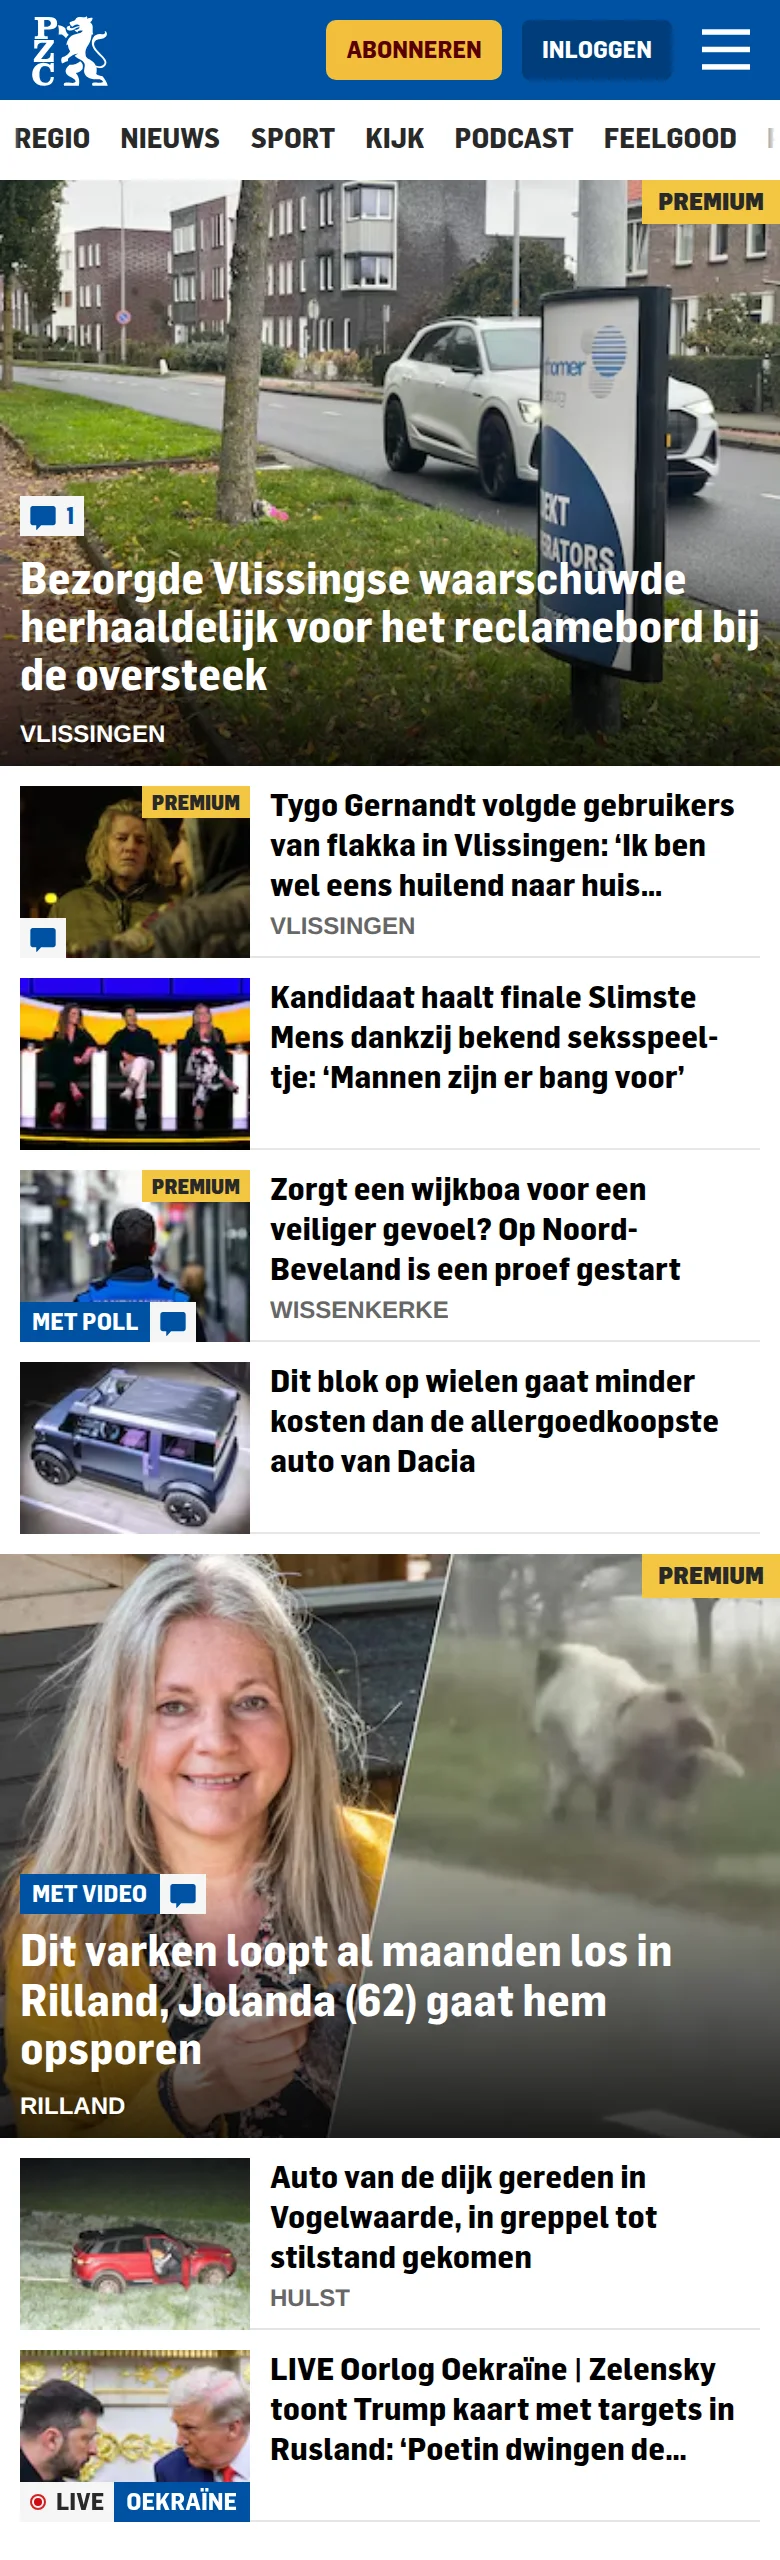 PZC
ABONNEREN
INLOGGEN
REGIO NIEUWS SPORT KIJK PODCAST FEELGOOD
PREMIUM
romer
EKT
RATORS
1
Bezorgde Vlissingse waarschuwde
herhaaldelijk voor het reclamebord bij
de oversteek
VLISSINGEN
PREMIUM
Tygo Gernandt volgde gebruikers
van flakka in Vlissingen: ‘Ik ben
wel eens huilend naar huis...
VLISSINGEN
Kandidaat haalt finale Slimste
Mens dankzij bekend seksspeel-
tje: ‘Mannen zijn er bang voor’
PREMIUM
MET POLL
Zorgt een wijkboa voor een
veiliger gevoel? Op Noord-
Beveland is een proef gestart
WISSENKERKE
Dit blok op wielen gaat minder
kosten dan de allergoedkoopste
auto van Dacia
PREMIUM
MET VIDEO
Dit varken loopt al maanden los in
Rilland, Jolanda (62) gaat hem
opsporen
RILLAND
Auto van de dijk gereden in
Vogelwaarde, in greppel tot
stilstand gekomen
HULST
LIVE OEKRAÏNE
LIVE Oorlog Oekraïne | Zelensky
toont Trump kaart met targets in
Rusland: ‘Poetin dwingen de...